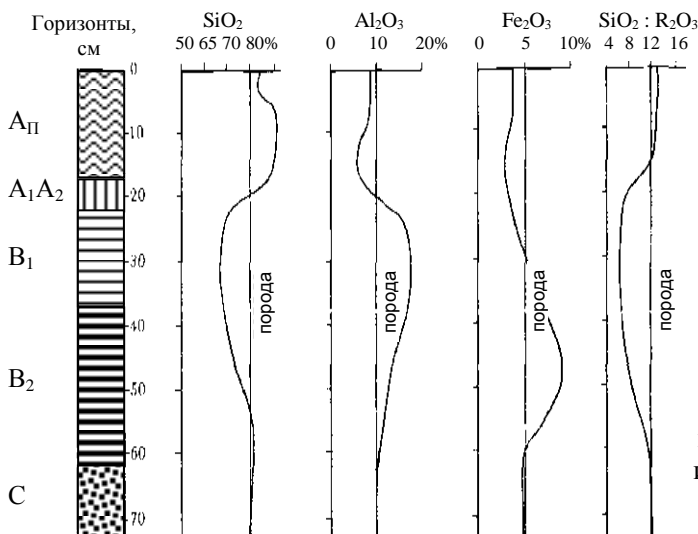 Горизонты, см
SiO₂ Al₂O₃ Fe₂O₃ SiO₂ : R₂O₃
50 65 70 80% 0 10 20% 0 5 10% 4 8 12 16
0
AП
10
A₁A₂
20
B₁
30
порода порода порода порода
40
B₂
50
60
C
70